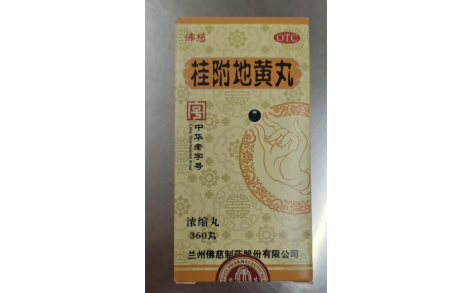 佛慈
OTC
桂附地黄丸
中华老字号
浓缩丸
360丸
兰州佛慈制药股份有限公司